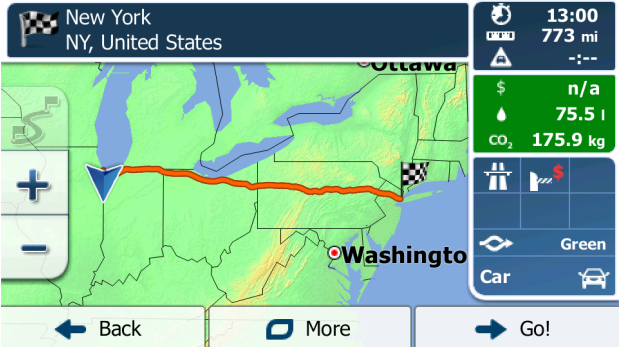 New York
NY, United States
13:00
773 mi
-:--
Ottawa
$ n/a
75.5 l
CO₂ 175.9 kg
$
+
−
Washingto
Green
Car
Back
More
Go!